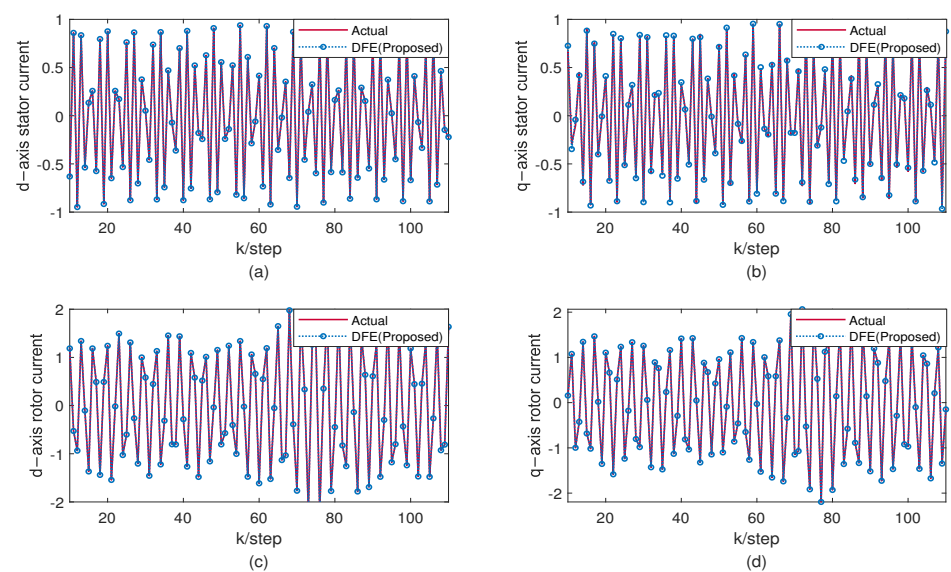 Actual
DFE(Proposed)
d−axis stator current
1
0.5
0
-0.5
-1
20
40
60
80
100
k/step
(a)
Actual
DFE(Proposed)
q−axis stator current
0.5
0
-0.5
-1
20
40
60
80
100
k/step
(b)
Actual
DFE(Proposed)
d−axis rotor current
2
1
0
-1
-2
20
40
60
80
100
k/step
(c)
Actual
DFE(Proposed)
q−axis rotor current
2
1
0
-1
-2
20
40
60
80
100
k/step
(d)